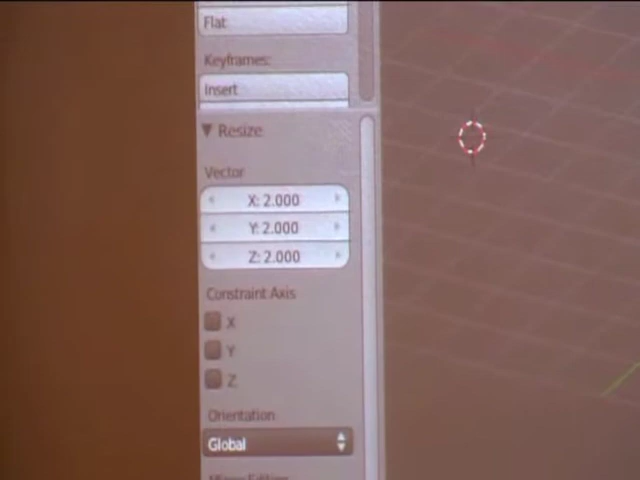 Flat
Keyframes:
Insert
Resize
Vector
X: 2.000
Y: 2.000
Z: 2.000
Constraint Axis
X
Y
Z
Orientation
Global